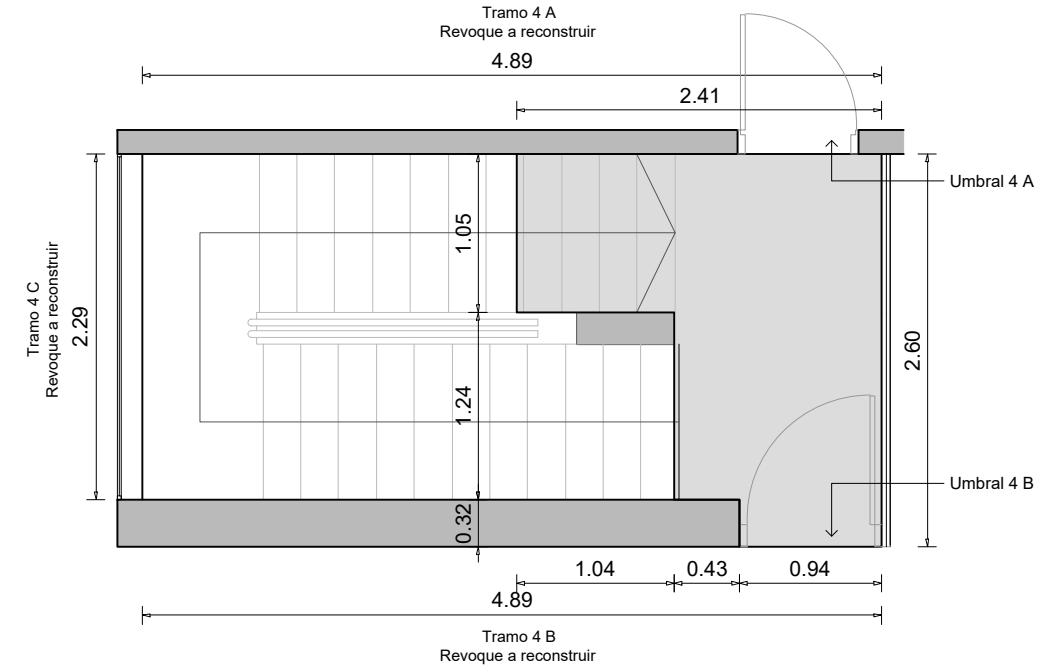 Tramo 4 A
Revoque a reconstruir
4.89
2.41
Umbral 4 A
1.05
Tramo 4 C
Revoque a reconstruir
2.29
2.60
1.24
Umbral 4 B
0.32
1.04
0.43
0.94
4.89
Tramo 4 B
Revoque a reconstruir